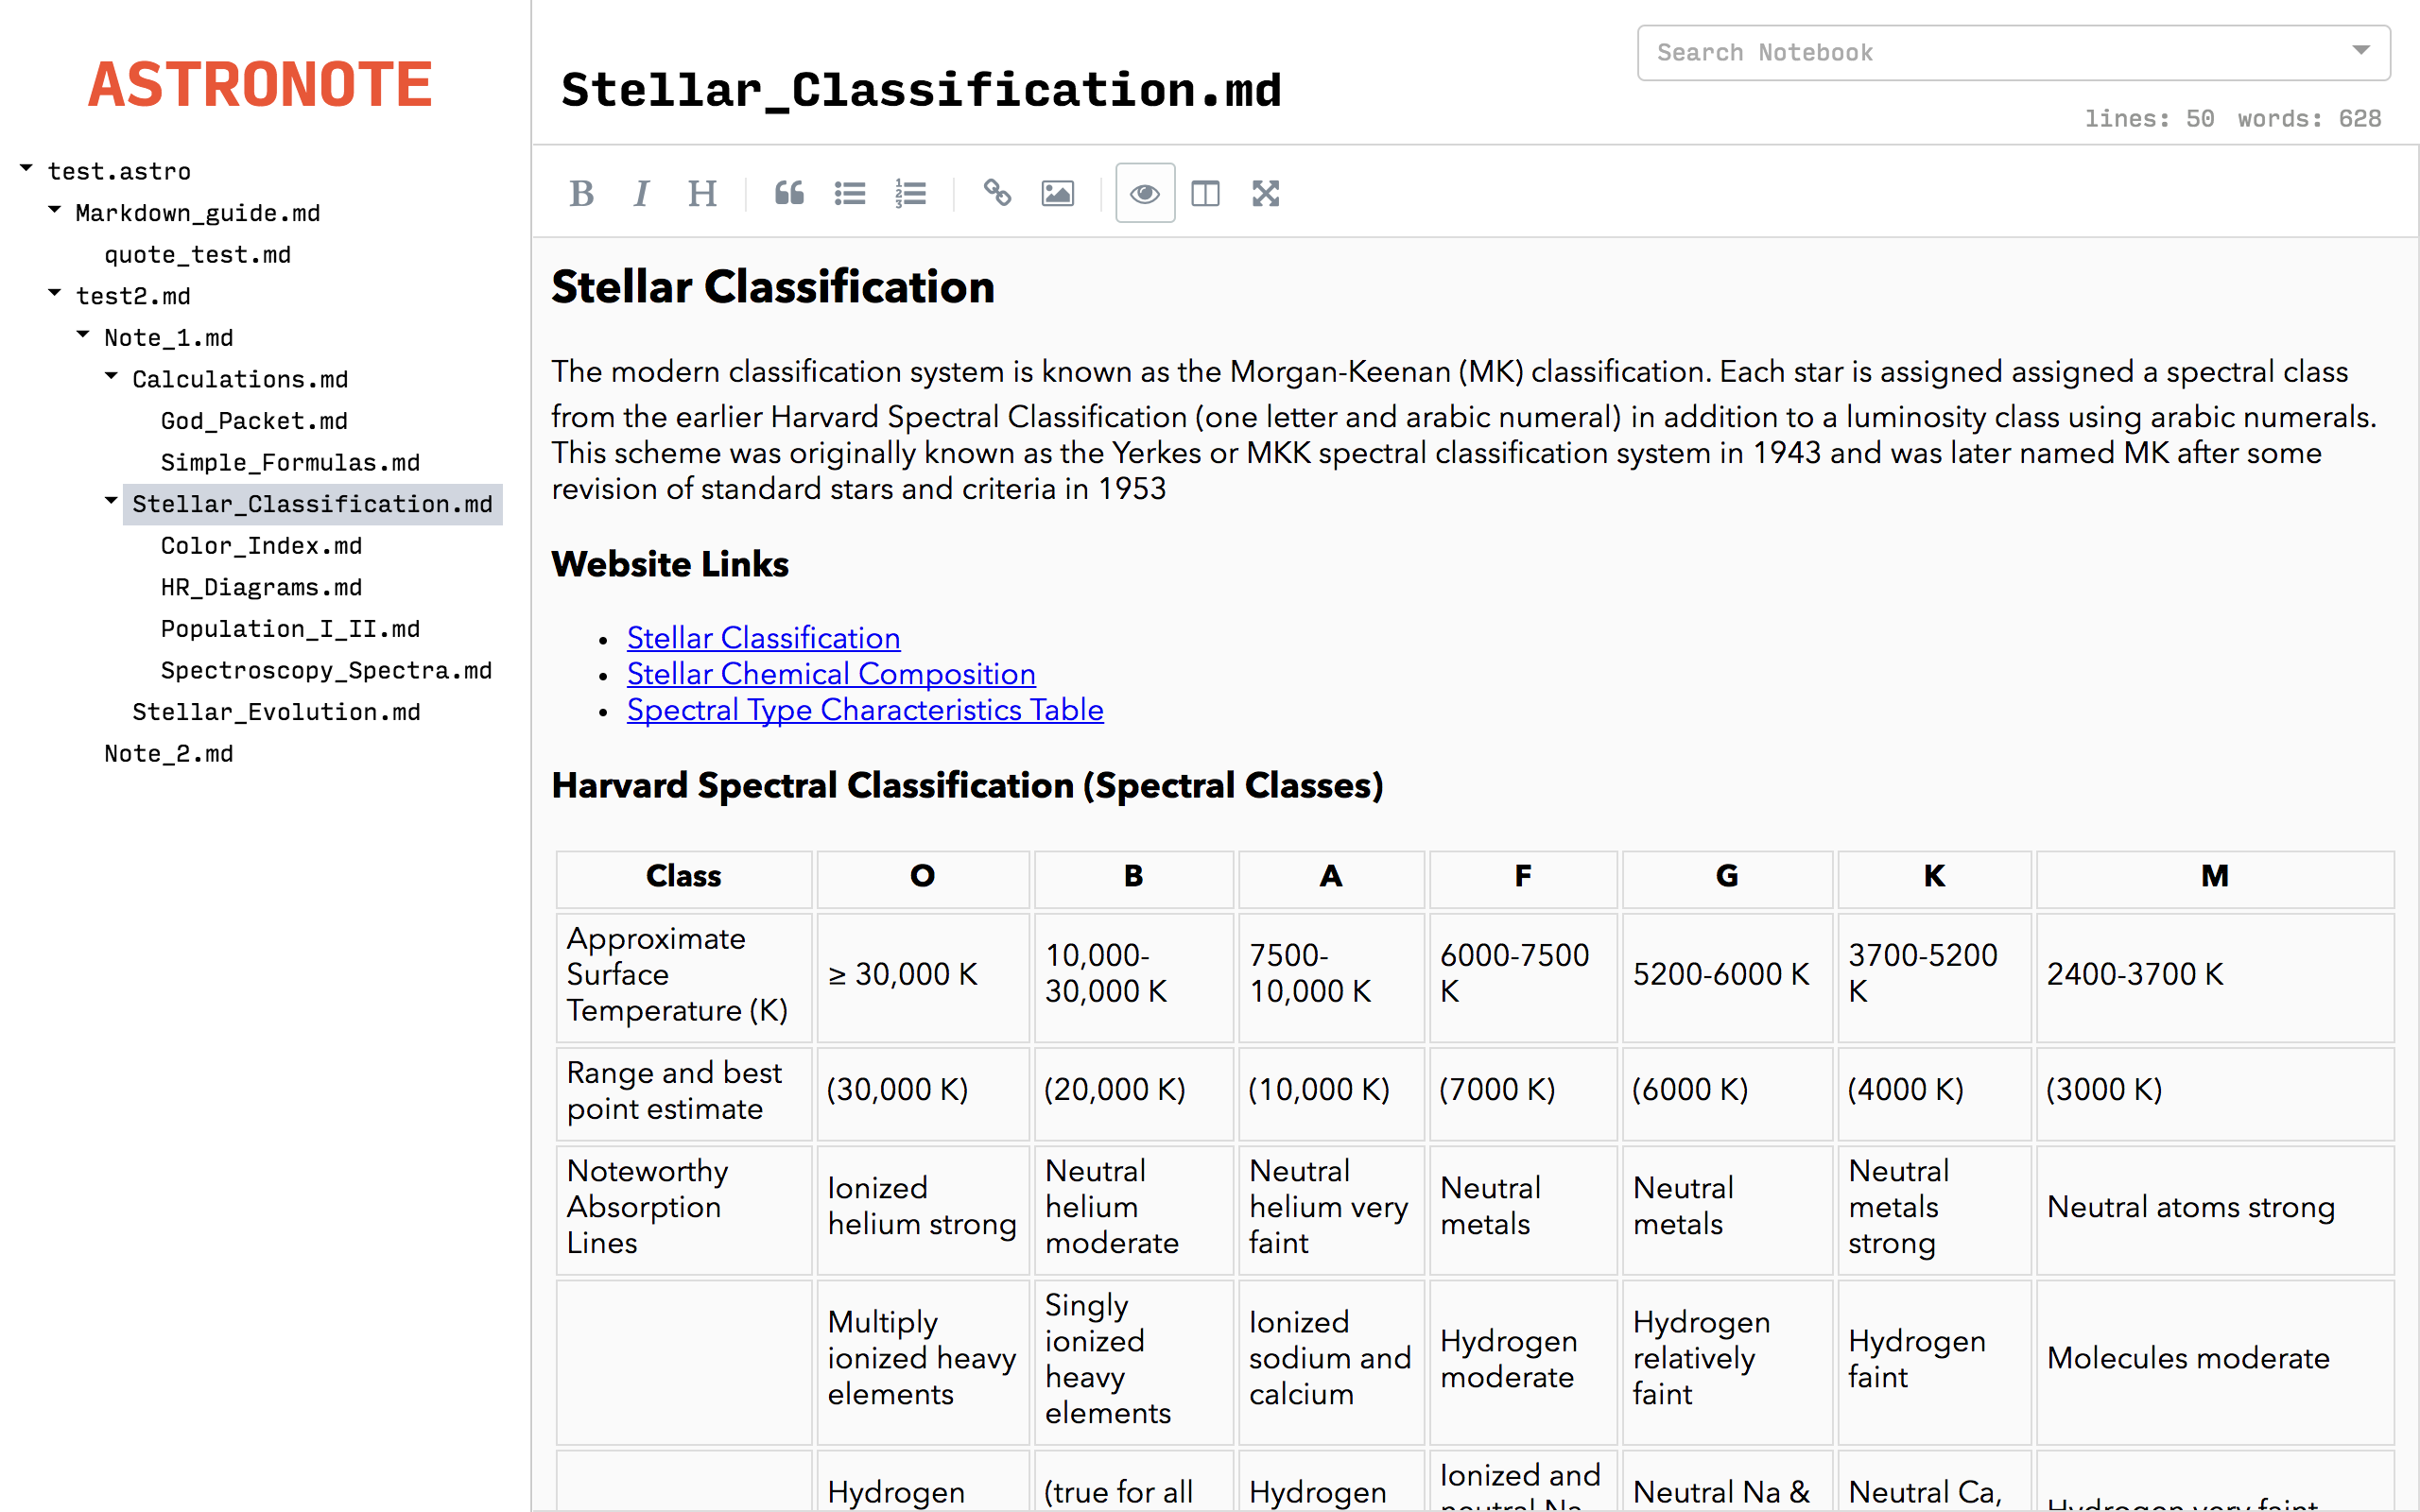 ASTRONOTE
test.astro
Markdown_guide.md
quote_test.md
test2.md
Note_1.md
Calculations.md
God_Packet.md
Simple_Formulas.md
Stellar_Classification.md
Color_Index.md
HR_Diagrams.md
Population_I_II.md
Spectroscopy_Spectra.md
Stellar_Evolution.md
Note_2.md
Stellar_Classification.md
Search Notebook
lines: 50 words: 628
B I H
Stellar Classification
The modern classification system is known as the Morgan-Keenan (MK) classification. Each star is assigned assigned a spectral class
from the earlier Harvard Spectral Classification (one letter and arabic numeral) in addition to a luminosity class using arabic numerals.
This scheme was originally known as the Yerkes or MKK spectral classification system in 1943 and was later named MK after some
revision of standard stars and criteria in 1953
Website Links
• Stellar Classification
• Stellar Chemical Composition
• Spectral Type Characteristics Table
Harvard Spectral Classification (Spectral Classes)
Class O B A F G K M
Approximate
Surface
Temperature (K)
≥ 30,000 K
10,000-
30,000 K
7500-
10,000 K
6000-7500
K
5200-6000 K
3700-5200
K
2400-3700 K
Range and best
point estimate
(30,000 K)
(20,000 K)
(10,000 K)
(7000 K)
(6000 K)
(4000 K)
(3000 K)
Noteworthy
Absorption
Lines
Ionized
helium strong
Neutral
helium
moderate
Neutral
helium very
faint
Neutral
metals
Neutral
metals
Neutral
metals
strong
Neutral atoms strong
Multiply
ionized heavy
elements
Singly
ionized
heavy
elements
Ionized
sodium and
calcium
Hydrogen
moderate
Hydrogen
relatively
faint
Hydrogen
faint
Molecules moderate
Hydrogen
(true for all
Hydrogen
Ionized and
neutral Na
Neutral Na &
Neutral Ca,
Hydrogen very faint